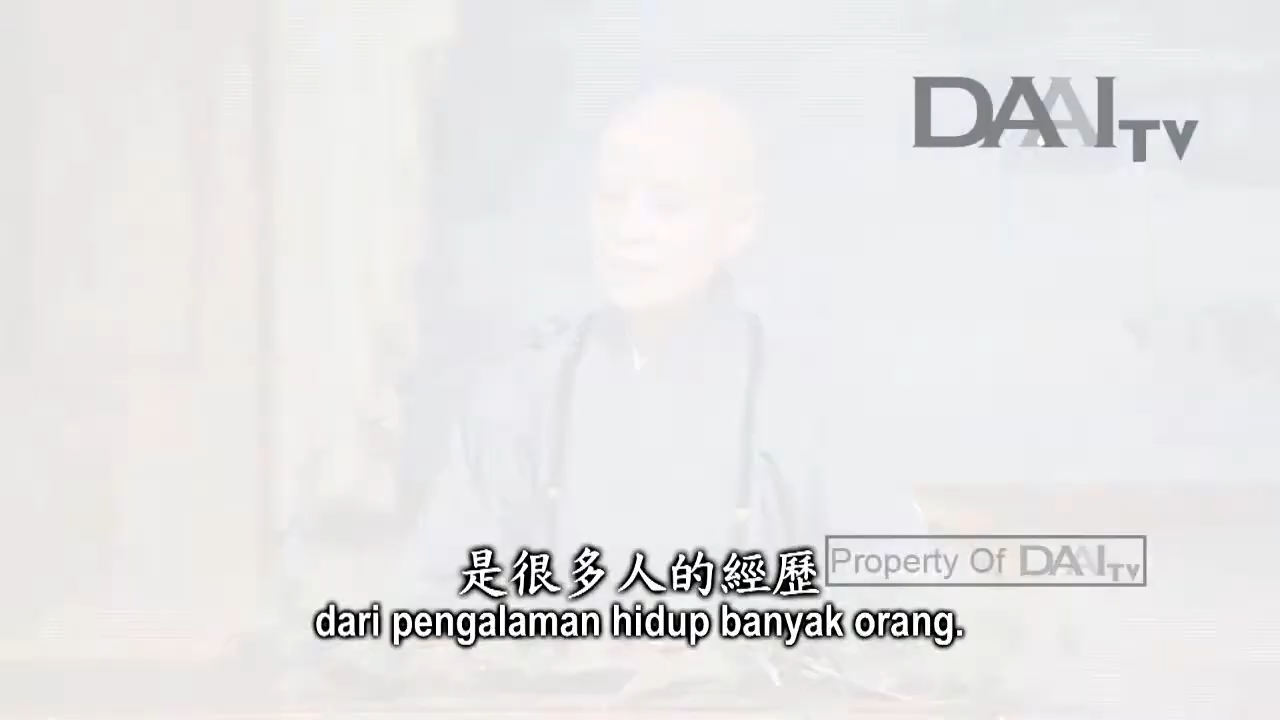 DAAI TV
是很多人的經歷
Property Of DAAI TV
dari pengalaman hidup banyak orang.